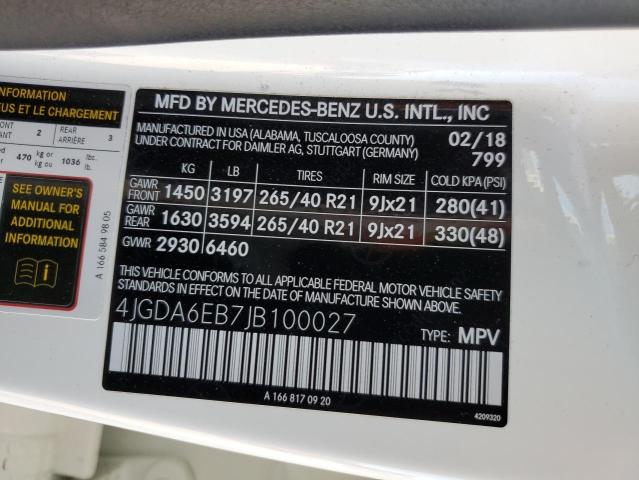 INFORMATION
US ET LE CHARGEMENT
2 REAR 3
ARRIÈRE
470 kg or 1036 lbs.
kg ou lb.
SEE OWNER'S
MANUAL FOR
ADDITIONAL
INFORMATION
A 166 584 98 05
MFD BY MERCEDES-BENZ U.S. INTL., INC
MANUFACTURED IN USA (ALABAMA, TUSCALOOSA COUNTY) 02/18
UNDER CONTRACT FOR DAIMLER AG, STUTTGART (GERMANY) 799
KG LB TIRES RIM SIZE COLD KPA (PSI)
GAWR FRONT 1450 3197 265/40 R21 9Jx21 280(41)
GAWR REAR 1630 3594 265/40 R21 9Jx21 330(48)
GVWR 2930 6460
THIS VEHICLE CONFORMS TO ALL APPLICABLE FEDERAL MOTOR VEHICLE SAFETY
STANDARDS IN EFFECT ON THE DATE OF MANUFACTURE SHOWN ABOVE.
4JGDA6EB7JB100027
TYPE: MPV
A 166 817 09 20
4209320